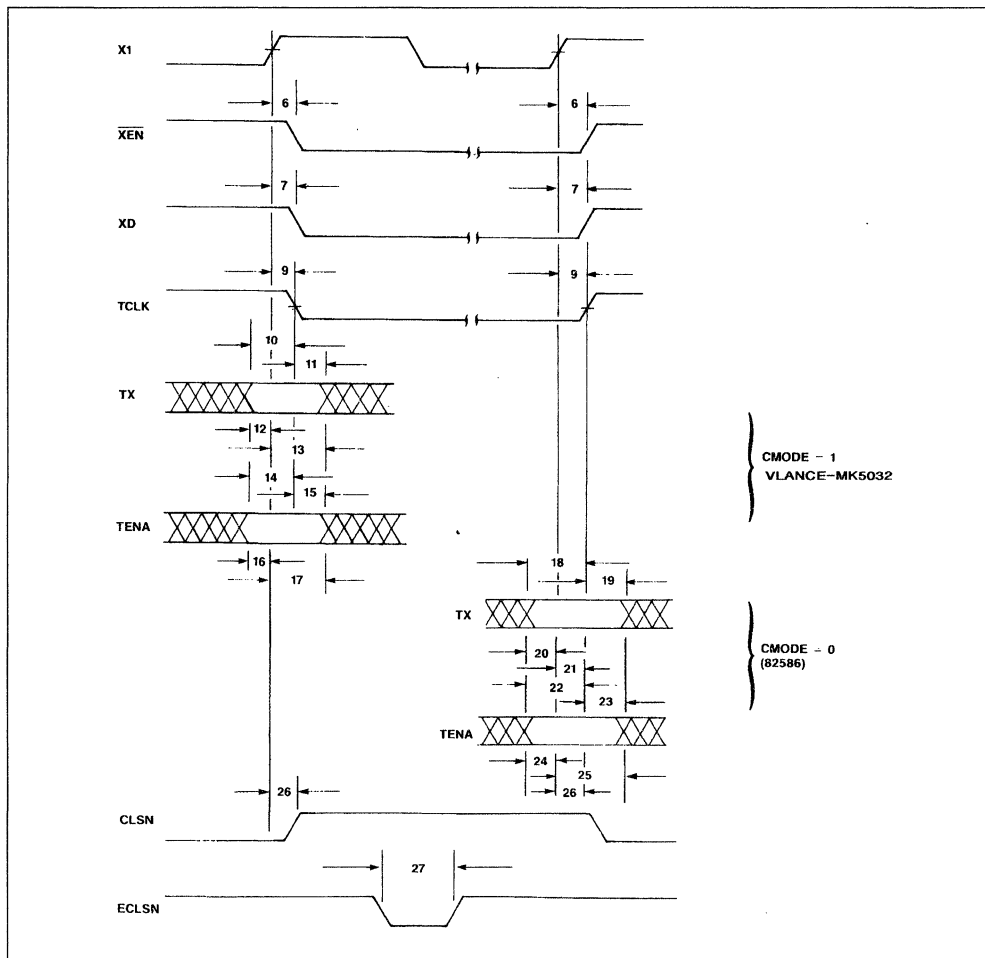 X1
6 6
XEN
7 7
XD
9 9
TCLK
10
11
TX
12
13
14
15
CMODE – 1
VLANCE-MK5032
TENA
16 18
17 19
TX
20
21
22
23
CMODE – 0
(82586)
TENA
24
25
26 26
CLSN
27
ECLSN